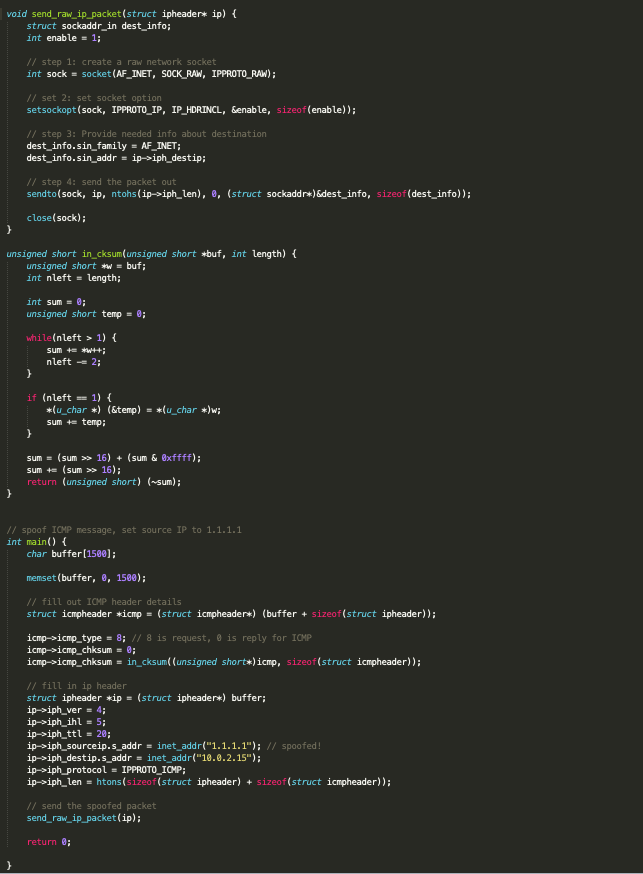 void send_raw_ip_packet(struct ipheader* ip) {
    struct sockaddr_in dest_info;
    int enable = 1;

    // step 1: create a raw network socket
    int sock = socket(AF_INET, SOCK_RAW, IPPROTO_RAW);

    // set 2: set socket option
    setsockopt(sock, IPPROTO_IP, IP_HDRINCL, &enable, sizeof(enable));

    // step 3: Provide needed info about destination
    dest_info.sin_family = AF_INET;
    dest_info.sin_addr = ip->iph_destip;

    // step 4: send the packet out
    sendto(sock, ip, ntohs(ip->iph_len), 0, (struct sockaddr*)&dest_info, sizeof(dest_info));

    close(sock);
}

unsigned short in_cksum(unsigned short *buf, int length) {
    unsigned short *w = buf;
    int nleft = length;

    int sum = 0;
    unsigned short temp = 0;

    while(nleft > 1) {
        sum += *w++;
        nleft -= 2;
    }

    if (nleft == 1) {
        *(u_char *) (&temp) = *(u_char *)w;
        sum += temp;
    }

    sum = (sum >> 16) + (sum & 0xffff);
    sum += (sum >> 16);
    return (unsigned short) (~sum);
}

// spoof ICMP message, set source IP to 1.1.1.1
int main() {
    char buffer[1500];

    memset(buffer, 0, 1500);

    // fill out ICMP header details
    struct icmpheader *icmp = (struct icmpheader*) (buffer + sizeof(struct ipheader));

    icmp->icmp_type = 8; // 8 is request, 0 is reply for ICMP
    icmp->icmp_chksum = 0;
    icmp->icmp_chksum = in_cksum((unsigned short*)icmp, sizeof(struct icmpheader));

    // fill in ip header
    struct ipheader *ip = (struct ipheader*) buffer;
    ip->iph_ver = 4;
    ip->iph_ihl = 5;
    ip->iph_ttl = 20;
    ip->iph_sourceip.s_addr = inet_addr("1.1.1.1"); // spoofed!
    ip->iph_destip.s_addr = inet_addr("10.0.2.15");
    ip->iph_protocol = IPPROTO_ICMP;
    ip->iph_len = htons(sizeof(struct ipheader) + sizeof(struct icmpheader));

    // send the spoofed packet
    send_raw_ip_packet(ip);

    return 0;

}